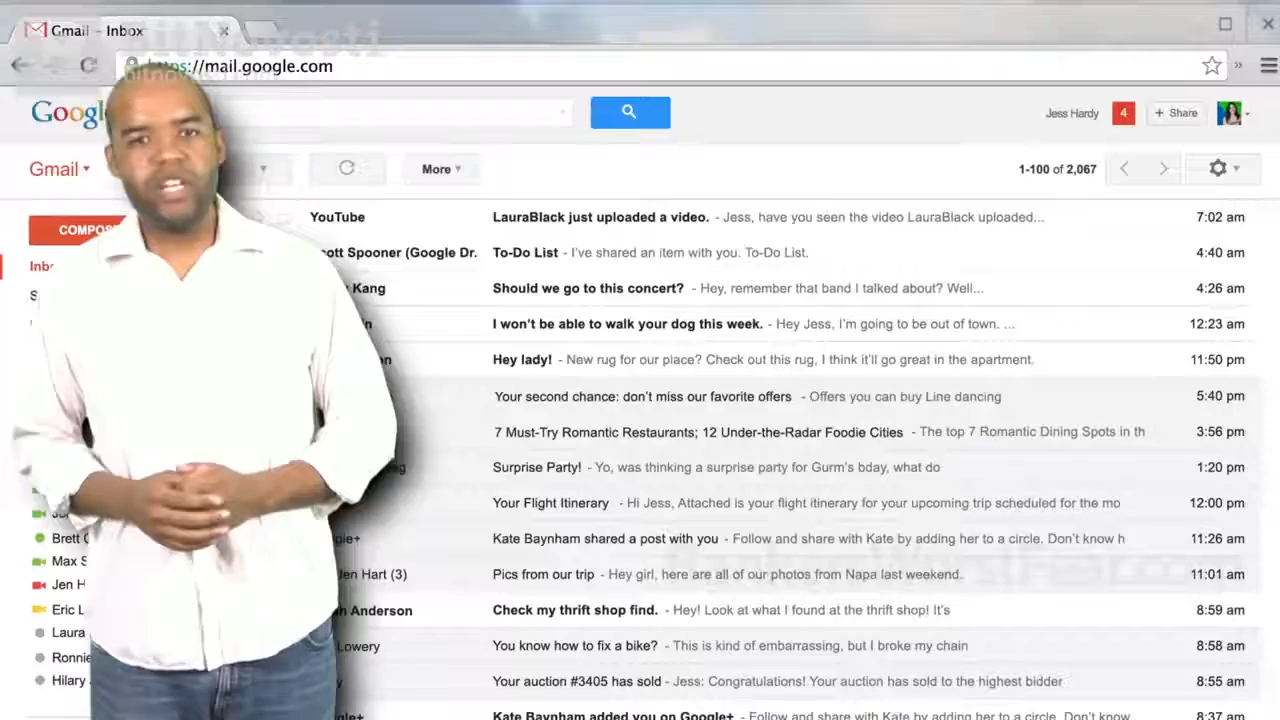 Gmail - Inbox
bitNovosti
https://mail.google.com
bitnovosti.com
Google
Jess Hardy 4 + Share
Gmail More 1-100 of 2,067
YouTube LauraBlack just uploaded a video. - Jess, have you seen the video LauraBlack uploaded... 7:02 am
COMPOSE
Scott Spooner (Google Dr. To-Do List - I've shared an item with you. To-Do List. 4:40 am
Kang Should we go to this concert? - Hey, remember that band I talked about? Well... 4:26 am
I won't be able to walk your dog this week. - Hey Jess, I'm going to be out of town. ... 12:23 am
Hey lady! - New rug for our place? Check out this rug, I think it'll go great in the apartment. 11:50 pm
Your second chance: don't miss our favorite offers - Offers you can buy Line dancing 5:40 pm
7 Must-Try Romantic Restaurants; 12 Under-the-Radar Foodie Cities - The top 7 Romantic Dining Spots in th 3:56 pm
Surprise Party! - Yo, was thinking a surprise party for Gurm's bday, what do 1:20 pm
Your Flight Itinerary - Hi Jess, Attached is your flight itinerary for your upcoming trip scheduled for the mo 12:00 pm
Brett Kate Baynham shared a post with you - Follow and share with Kate by adding her to a circle. Don't know h 11:26 am
Max S
Jen H Jen Hart (3) Pics from our trip - Hey girl, here are all of our photos from Napa last weekend. 11:01 am
Eric L Anderson Check my thrift shop find. - Hey! Look at what I found at the thrift shop! It's 8:59 am
Laura Lowery You know how to fix a bike? - This is kind of embarrassing, but I broke my chain 8:58 am
Ronnie
Hilary Your auction #3405 has sold - Jess: Congratulations! Your auction has sold to the highest bidder 8:55 am
Kate Baynham added you on Google+ - Follow and share with Kate by adding her to a circle. Don't know h 8:37 am